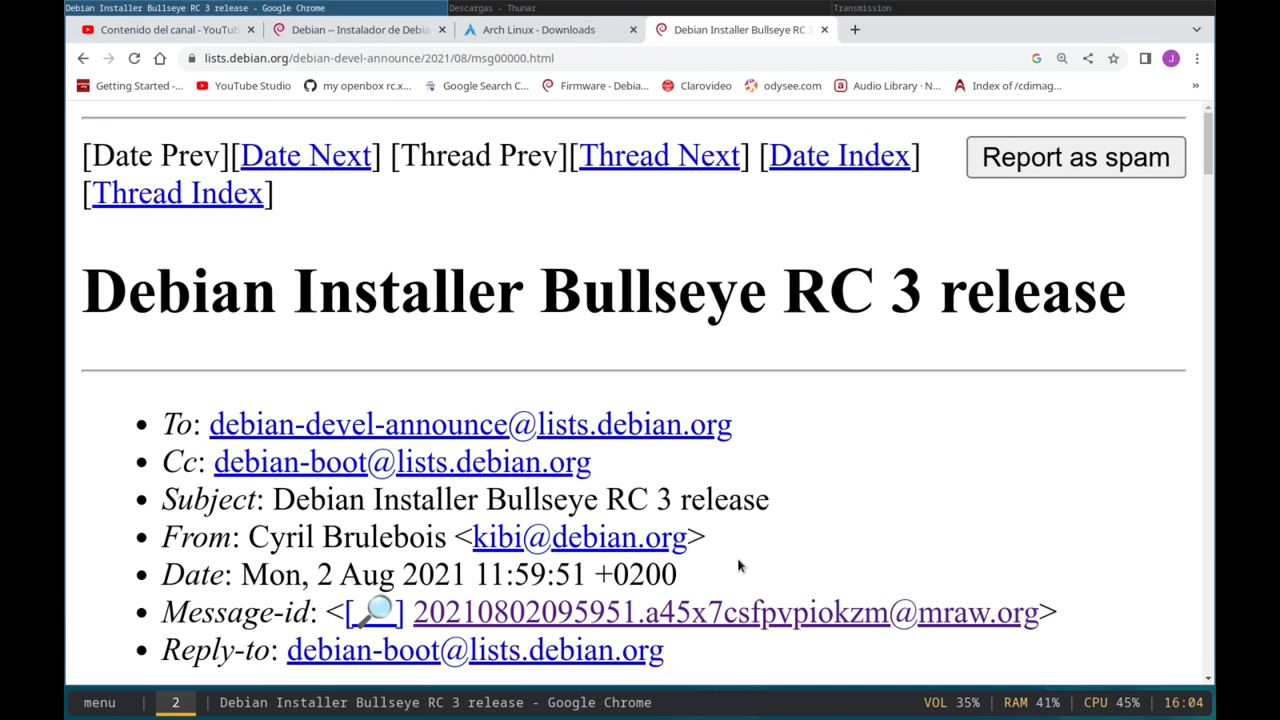 Debian Installer Bullseye RC 3 release - Google Chrome Descargas - Thunar Transmission
Contenido del canal - YouTub Debian -- Instalador de Debia Arch Linux - Downloads Debian Installer Bullseye RC 3
lists.debian.org/debian-devel-announce/2021/08/msg00000.html
Getting Started -... YouTube Studio my openbox rc.x... Google Search C... Firmware - Debia... Clarovideo odysee.com Audio Library · N... Index of /cdimag... »
[Date Prev][Date Next] [Thread Prev][Thread Next] [Date Index] Report as spam
[Thread Index]
Debian Installer Bullseye RC 3 release
To: debian-devel-announce@lists.debian.org
Cc: debian-boot@lists.debian.org
Subject: Debian Installer Bullseye RC 3 release
From: Cyril Brulebois <kibi@debian.org>
Date: Mon, 2 Aug 2021 11:59:51 +0200
Message-id: <[🔎] 20210802095951.a45x7csfpvpiokzm@mraw.org>
Reply-to: debian-boot@lists.debian.org
menu | 2 | Debian Installer Bullseye RC 3 release - Google Chrome VOL 35% | RAM 41% | CPU 45% | 16:04